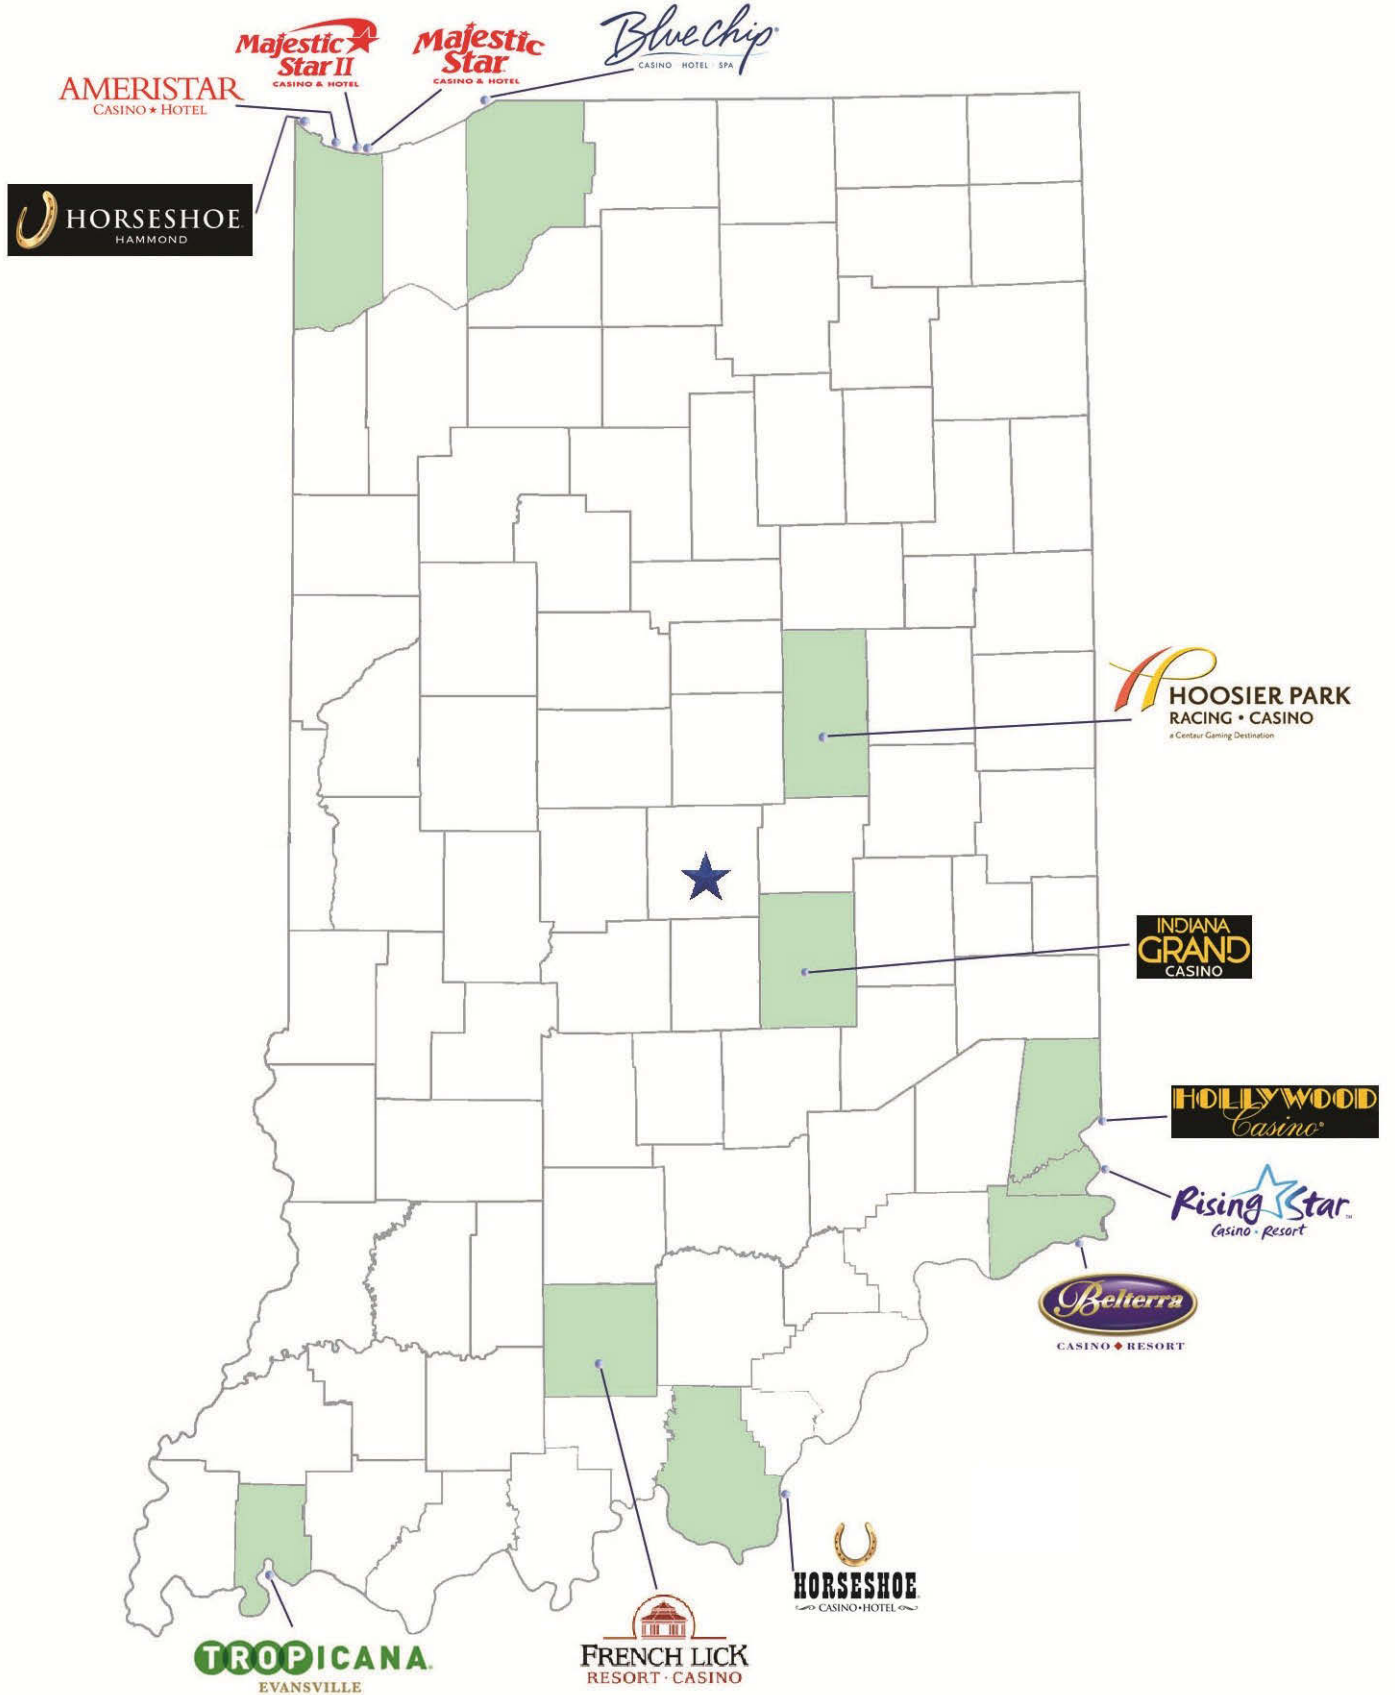 Blue Chip
CASINO HOTEL SPA
Majestic
Star II
CASINO & HOTEL
Majestic
Star
CASINO & HOTEL
AMERISTAR
CASINO ★ HOTEL
HORSESHOE
HAMMOND
HOOSIER PARK
RACING • CASINO
a Centaur Gaming Destination
INDIANA
GRAND
CASINO
HOLLYWOOD
Casino®
Rising Star™
Casino • Resort
Belterra
CASINO ♦ RESORT
HORSESHOE
CASINO • HOTEL
FRENCH LICK
RESORT · CASINO
TROPICANA
EVANSVILLE